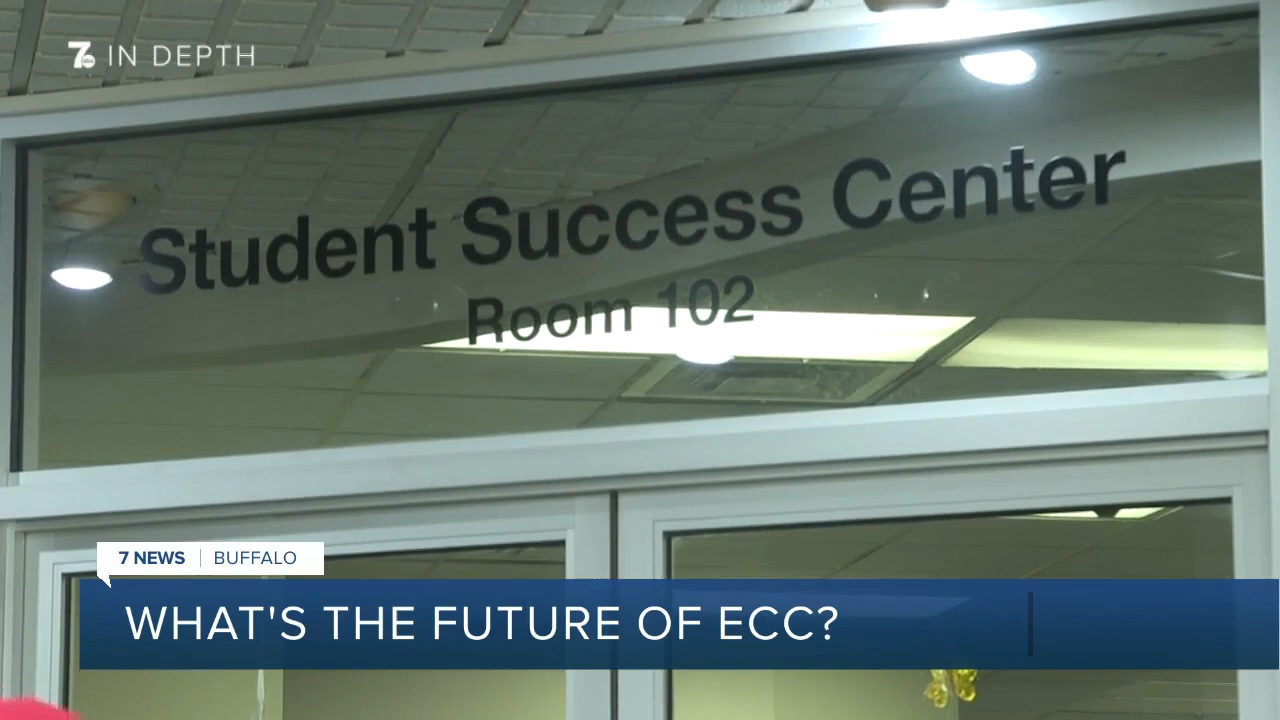 7 IN DEPTH
Student Success Center
Room 102
7 NEWS | BUFFALO
WHAT'S THE FUTURE OF ECC?